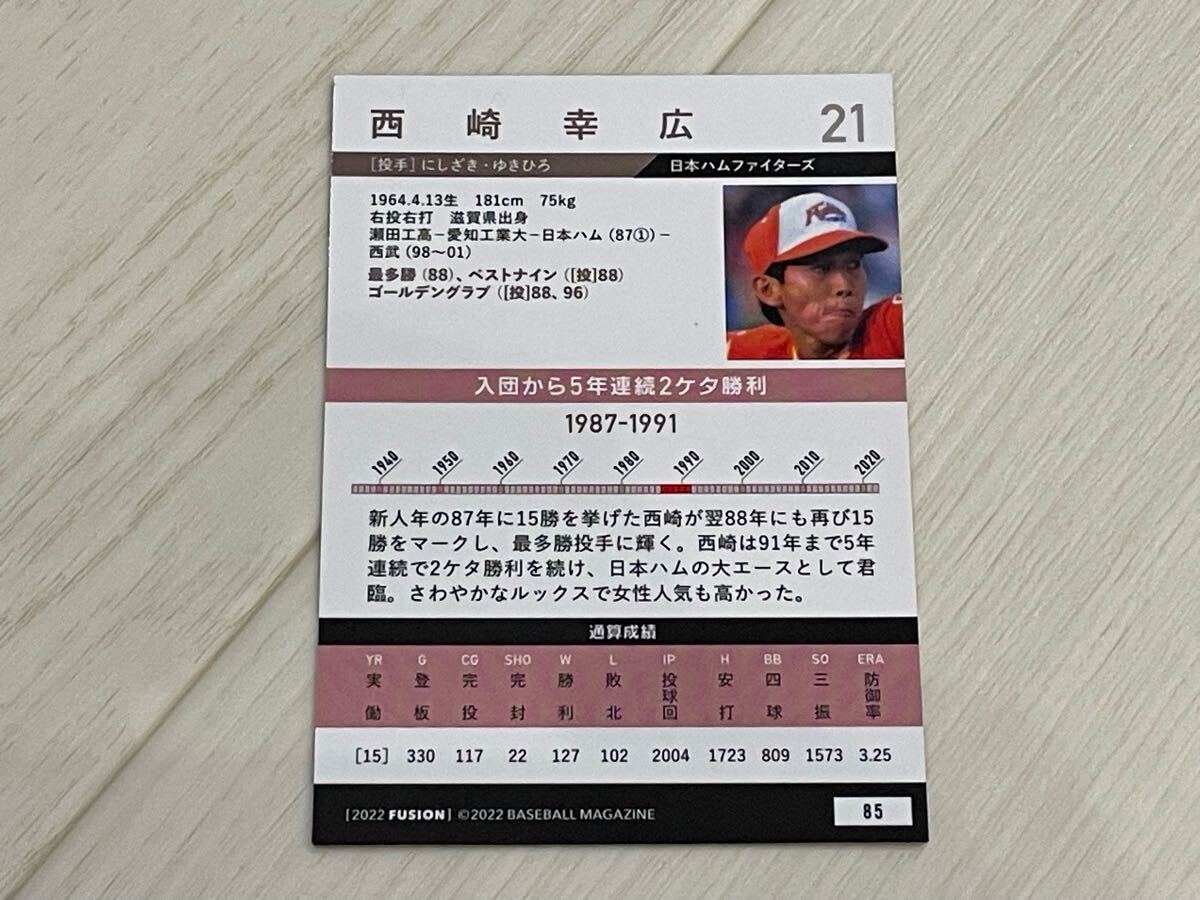 西崎幸広 21
[投手]にしざき・ゆきひろ 日本ハムファイターズ
1964.4.13生 181cm 75kg
右投右打 滋賀県出身
瀬田工高－愛知工業大－日本ハム(87①)－
西武(98〜01)
最多勝(88)、ベストナイン([投]88)
ゴールデングラブ([投]88、96)
入団から5年連続2ケタ勝利
1987-1991
1940 1950 1960 1970 1980 1990 2000 2010 2020
新人年の87年に15勝を挙げた西崎が翌88年にも再び15
勝をマークし、最多勝投手に輝く。西崎は91年まで5年
連続で2ケタ勝利を続け、日本ハムの大エースとして君
臨。さわやかなルックスで女性人気も高かった。
通算成績
YR G CG SHO W L IP H BB SO ERA
実働 登板 完投 完封 勝利 敗北 投球回 安打 四球 三振 防御率
[15] 330 117 22 127 102 2004 1723 809 1573 3.25
[2022 FUSION] ©2022 BASEBALL MAGAZINE 85